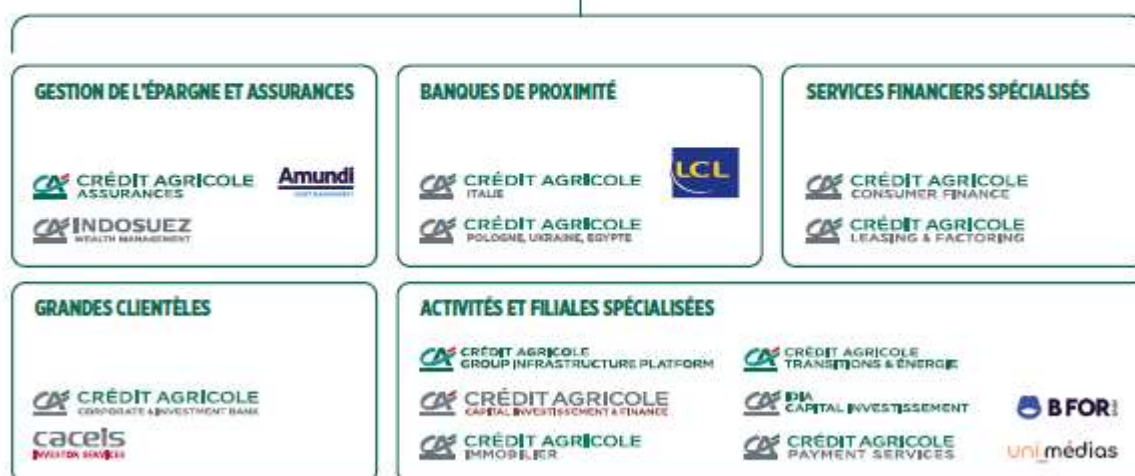 GESTION DE L'ÉPARGNE ET ASSURANCES
CRÉDIT AGRICOLE
ASSURANCES
Amundi
ASSET MANAGEMENT
INDOSUEZ
WEALTH MANAGEMENT
BANQUES DE PROXIMITÉ
CRÉDIT AGRICOLE
ITALIE
LCL
CRÉDIT AGRICOLE
POLOGNE, UKRAINE, EGYPTE
SERVICES FINANCIERS SPÉCIALISÉS
CRÉDIT AGRICOLE
CONSUMER FINANCE
CRÉDIT AGRICOLE
LEASING & FACTORING
GRANDES CLIENTÈLES
CRÉDIT AGRICOLE
CORPORATE & INVESTMENT BANK
caceis
INVESTOR SERVICES
ACTIVITÉS ET FILIALES SPÉCIALISÉES
CRÉDIT AGRICOLE
GROUP INFRASTRUCTURE PLATFORM
CRÉDIT AGRICOLE
TRANSITIONS & ÉNERGIE
CRÉDIT AGRICOLE
CAPITAL INVESTISSEMENT & FINANCE
IDIA
CAPITAL INVESTISSEMENT
B FOR
CRÉDIT AGRICOLE
IMMOBILIER
CRÉDIT AGRICOLE
PAYMENT SERVICES
uni_médias